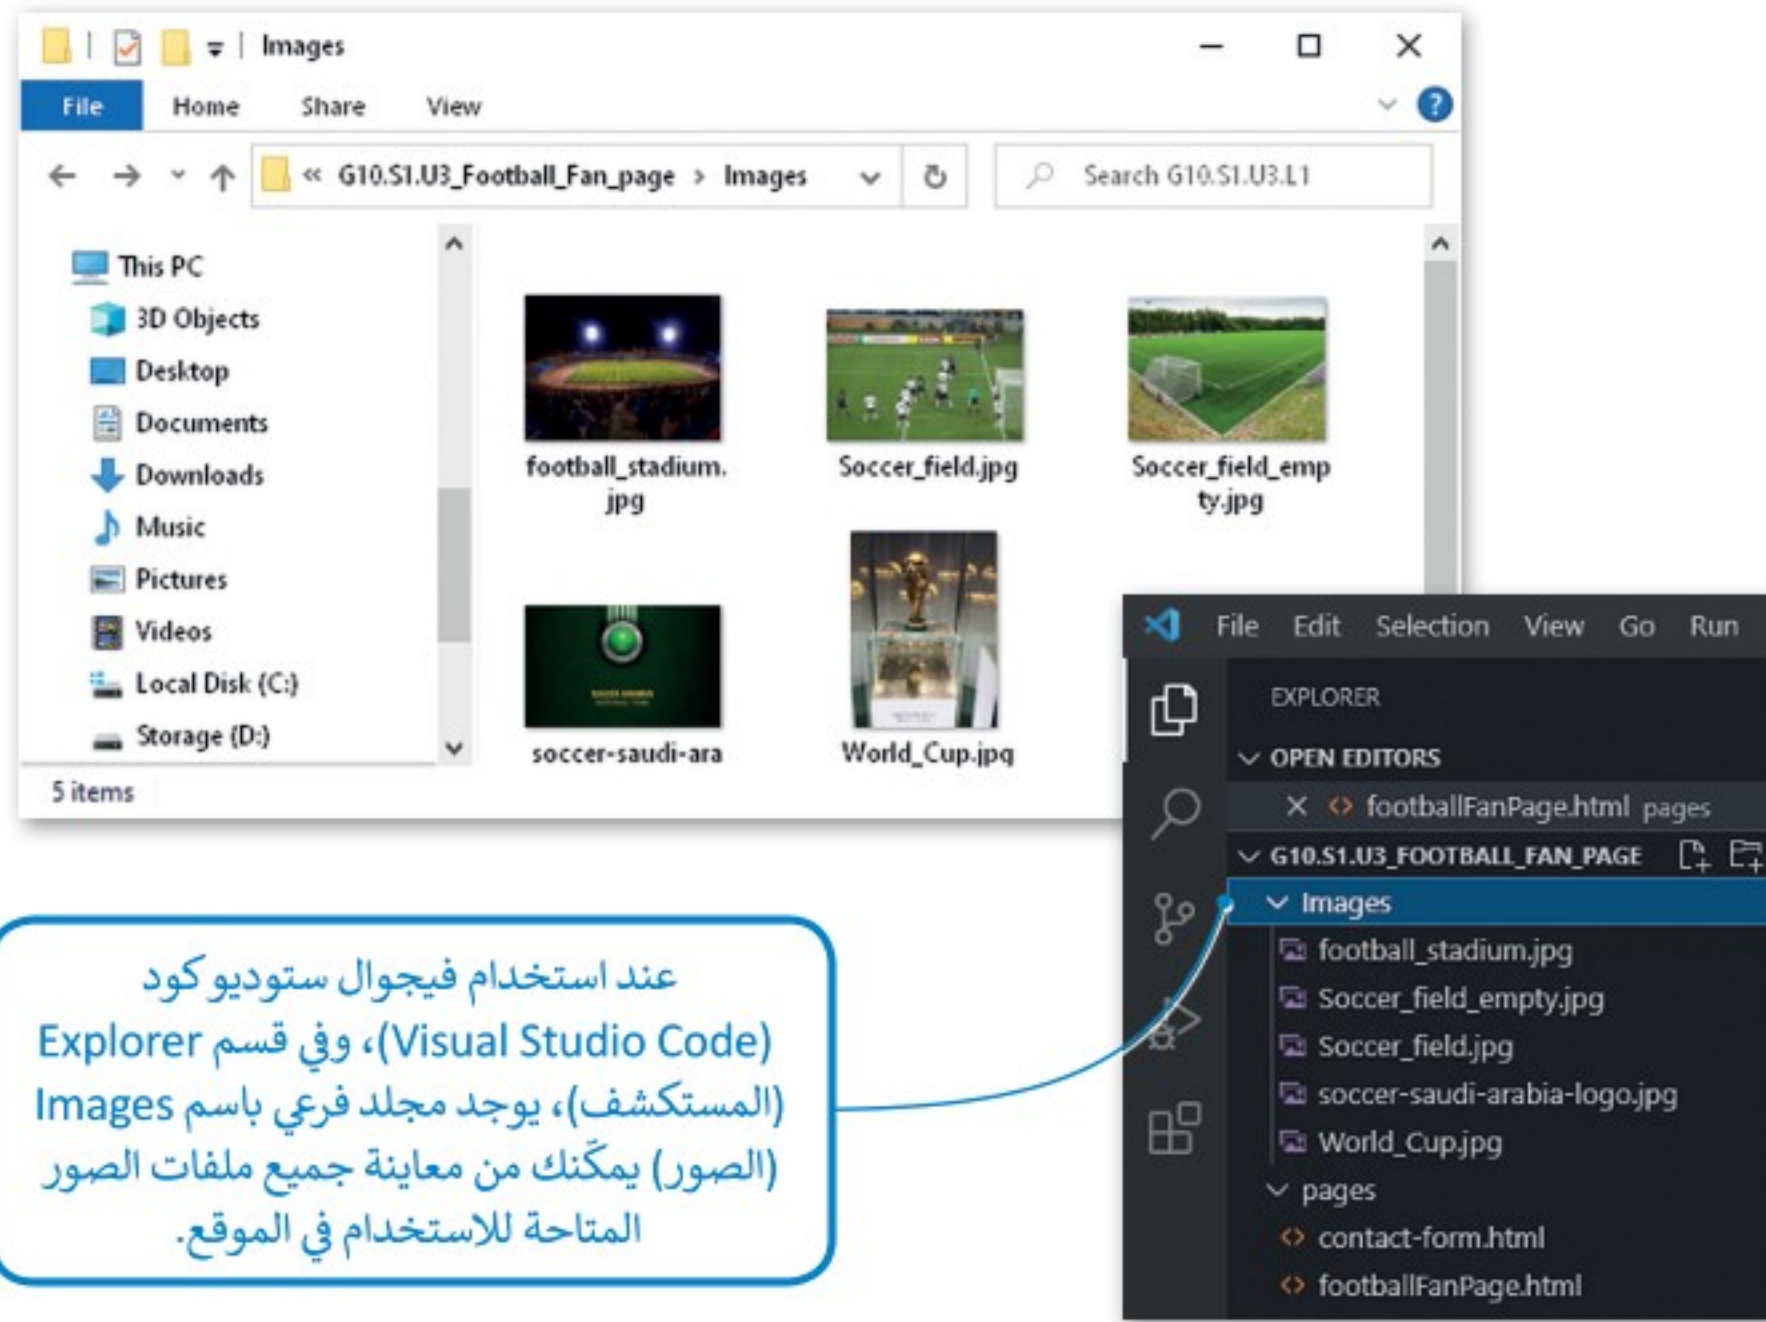 Images
File Home Share View
« G10.S1.U3_Football_Fan_page > Images
Search G10.S1.U3.L1
This PC
3D Objects
Desktop
Documents
Downloads
Music
Pictures
Videos
Local Disk (C:)
Storage (D:)
football_stadium.
jpg
Soccer_field.jpg
Soccer_field_emp
ty.jpg
soccer-saudi-ara
World_Cup.jpg
5 items
File Edit Selection View Go Run
EXPLORER
OPEN EDITORS
footballFanPage.html pages
G10.S1.U3_FOOTBALL_FAN_PAGE
Images
football_stadium.jpg
Soccer_field_empty.jpg
Soccer_field.jpg
soccer-saudi-arabia-logo.jpg
World_Cup.jpg
pages
contact-form.html
footballFanPage.html
عند استخدام فيجوال ستوديو كود
(Visual Studio Code)، وفي قسم Explorer
(المستكشف)، يوجد مجلد فرعي باسم Images
(الصور) يمكّنك من معاينة جميع ملفات الصور
المتاحة للاستخدام في الموقع.